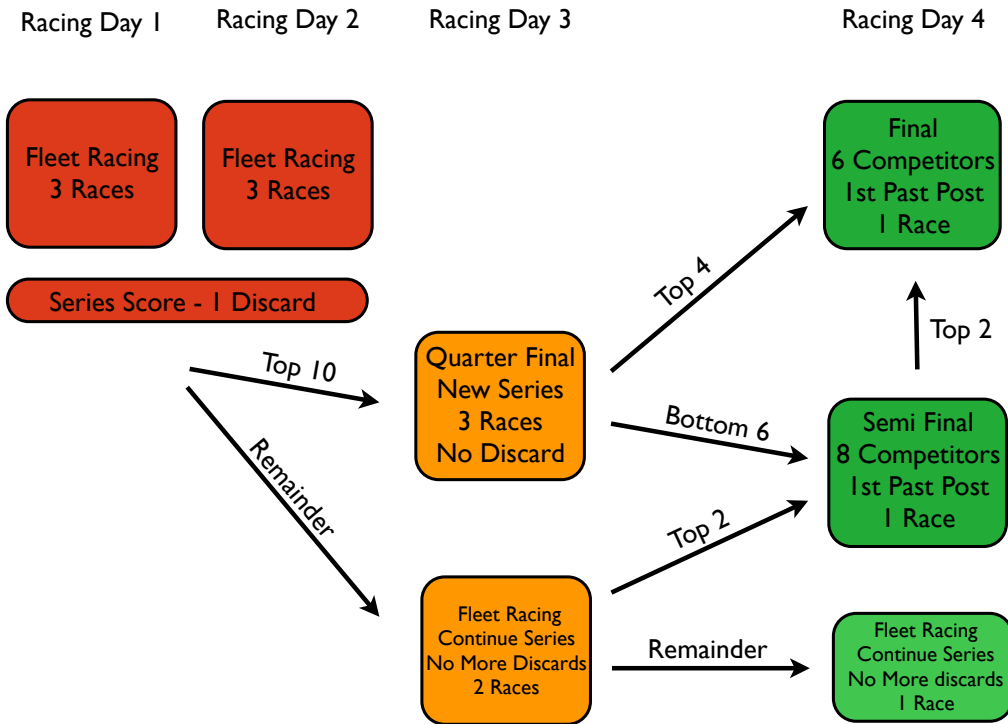 Racing Day 1
Racing Day 2
Racing Day 3
Racing Day 4
Fleet Racing
3 Races
Fleet Racing
3 Races
Series Score - 1 Discard
Top 10
Remainder
Quarter Final
New Series
3 Races
No Discard
Fleet Racing
Continue Series
No More Discards
2 Races
Top 4
Bottom 6
Top 2
Remainder
Final
6 Competitors
1st Past Post
1 Race
Top 2
Semi Final
8 Competitors
1st Past Post
1 Race
Fleet Racing
Continue Series
No More discards
1 Race